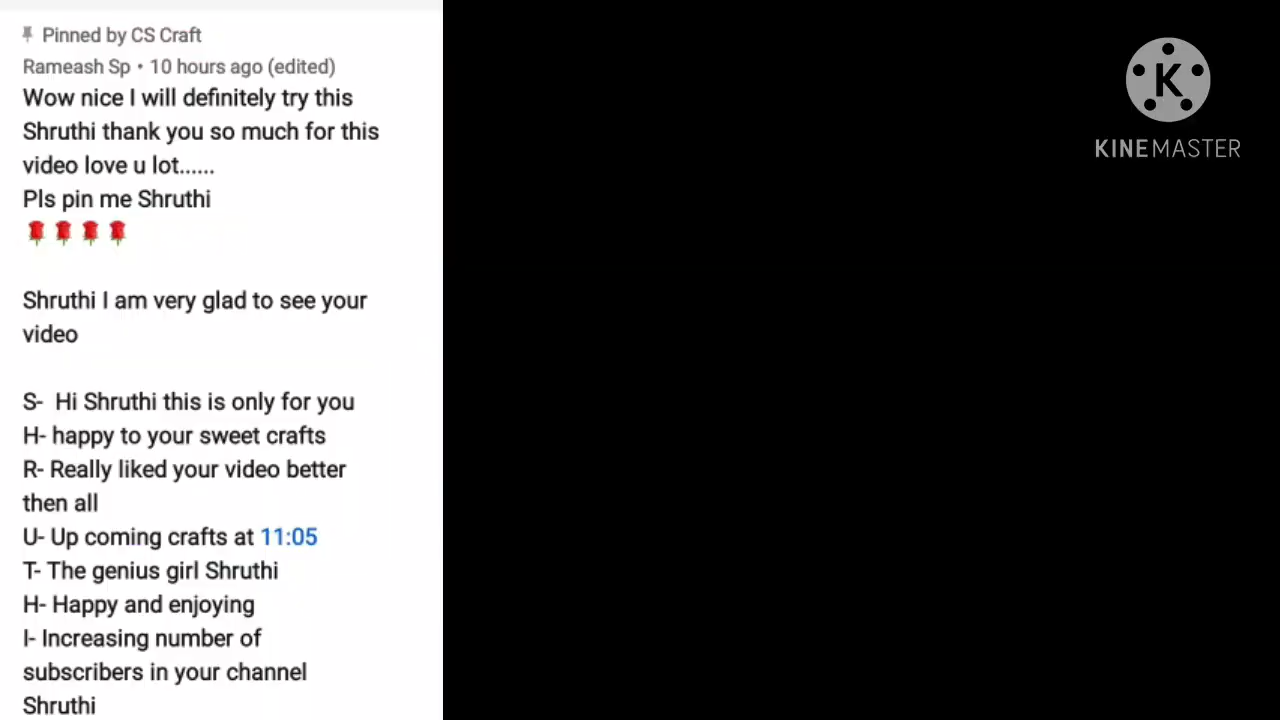 Pinned by CS Craft
Rameash Sp • 10 hours ago (edited)
Wow nice I will definitely try this
Shruthi thank you so much for this
video love u lot......
Pls pin me Shruthi
🌹🌹🌹🌹
Shruthi I am very glad to see your
video
S-  Hi Shruthi this is only for you
H- happy to your sweet crafts
R- Really liked your video better
then all
U- Up coming crafts at 11:05
T- The genius girl Shruthi
H- Happy and enjoying
I- Increasing number of
subscribers in your channel
Shruthi
K
KINEMASTER